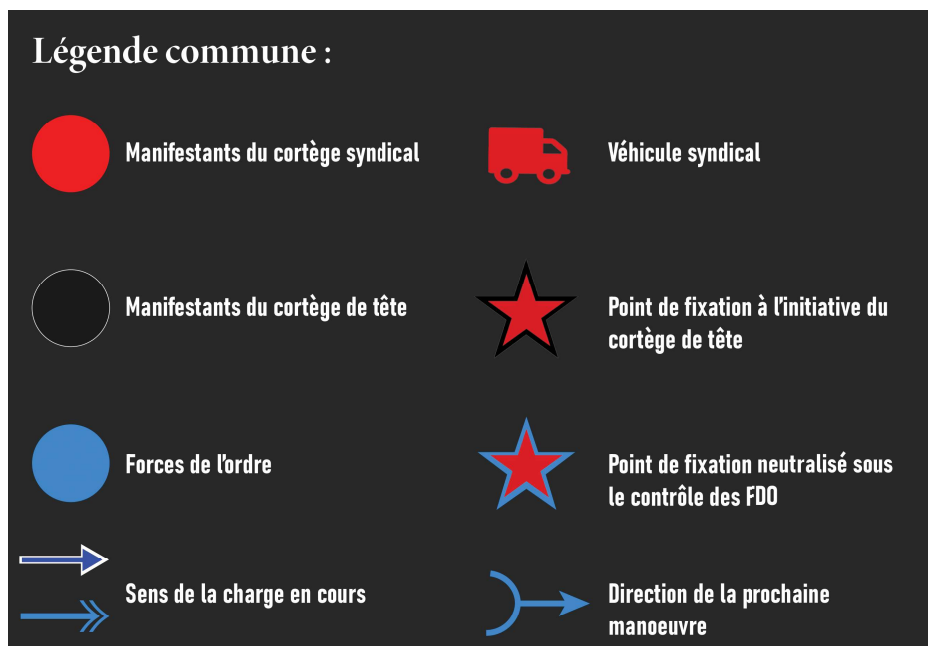 Légende commune :
Manifestants du cortège syndical
Véhicule syndical
Manifestants du cortège de tête
Point de fixation à l'initiative du
cortège de tête
Forces de l'ordre
Point de fixation neutralisé sous
le contrôle des FDO
Sens de la charge en cours
Direction de la prochaine
manoeuvre